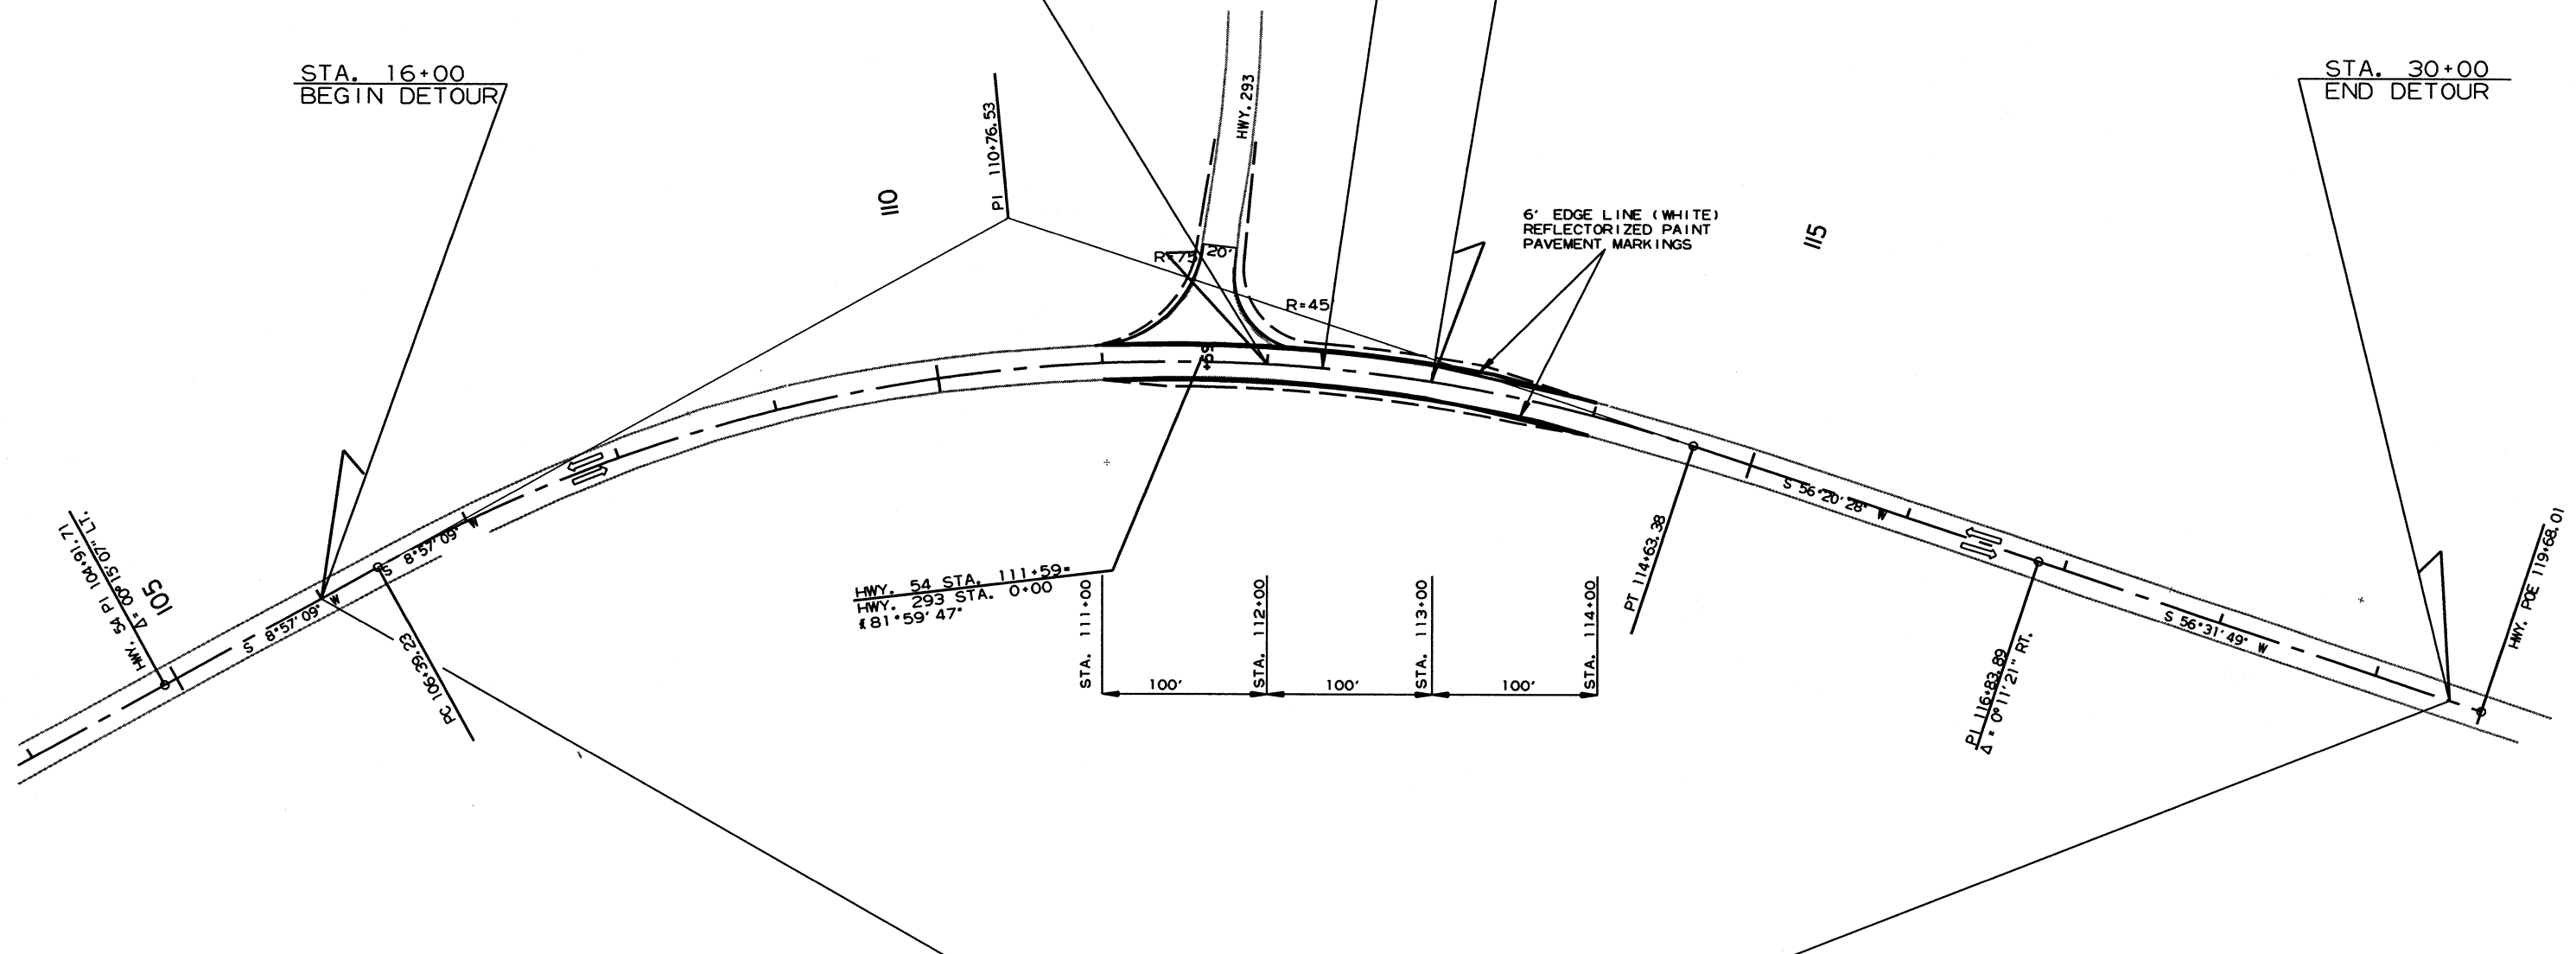 STA. 16+00
BEGIN DETOUR
STA. 30+00
END DETOUR
PI 110+76.53
110
HWY. 293
6' EDGE LINE (WHITE)
REFLECTORIZED PAINT
PAVEMENT MARKINGS
115
R=75
20'
R=45
+59
HWY. 54 PI 104+91.71
Δ= 00°15'07" LT.
105
S 8°57'09" W
S 8°57'09" W
PC 106+39.23
HWY. 54 STA. 111+59=
HWY. 293 STA. 0+00
81°59'47"
STA. 111+00
STA. 112+00
STA. 113+00
STA. 114+00
100'
100'
100'
PT 114+63.38
S 56°20'28" W
PI 116+83.89
Δ = 0°11'21" RT.
S 56°31'49" W
HWY. POE 119+68.01